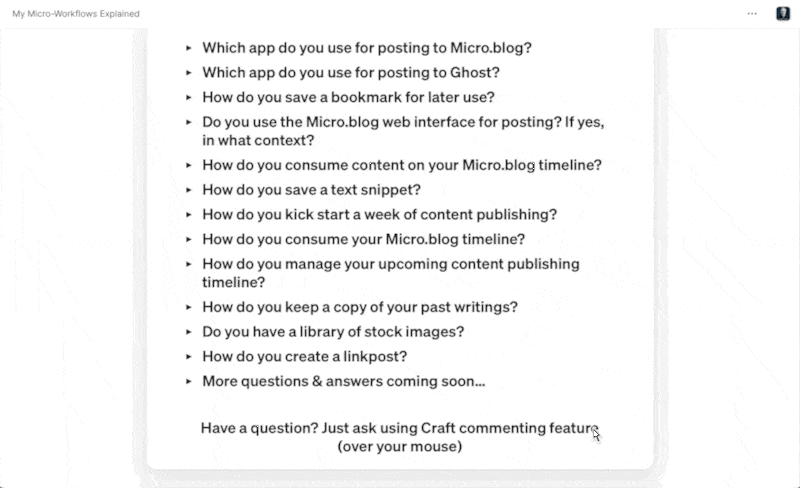 My Micro-Workflows Explained
Which app do you use for posting to Micro.blog?
Which app do you use for posting to Ghost?
How do you save a bookmark for later use?
Do you use the Micro.blog web interface for posting? If yes,
in what context?
How do you consume content on your Micro.blog timeline?
How do you save a text snippet?
How do you kick start a week of content publishing?
How do you consume your Micro.blog timeline?
How do you manage your upcoming content publishing
timeline?
How do you keep a copy of your past writings?
Do you have a library of stock images?
How do you create a linkpost?
More questions & answers coming soon...
Have a question? Just ask using Craft commenting feature
(over your mouse)